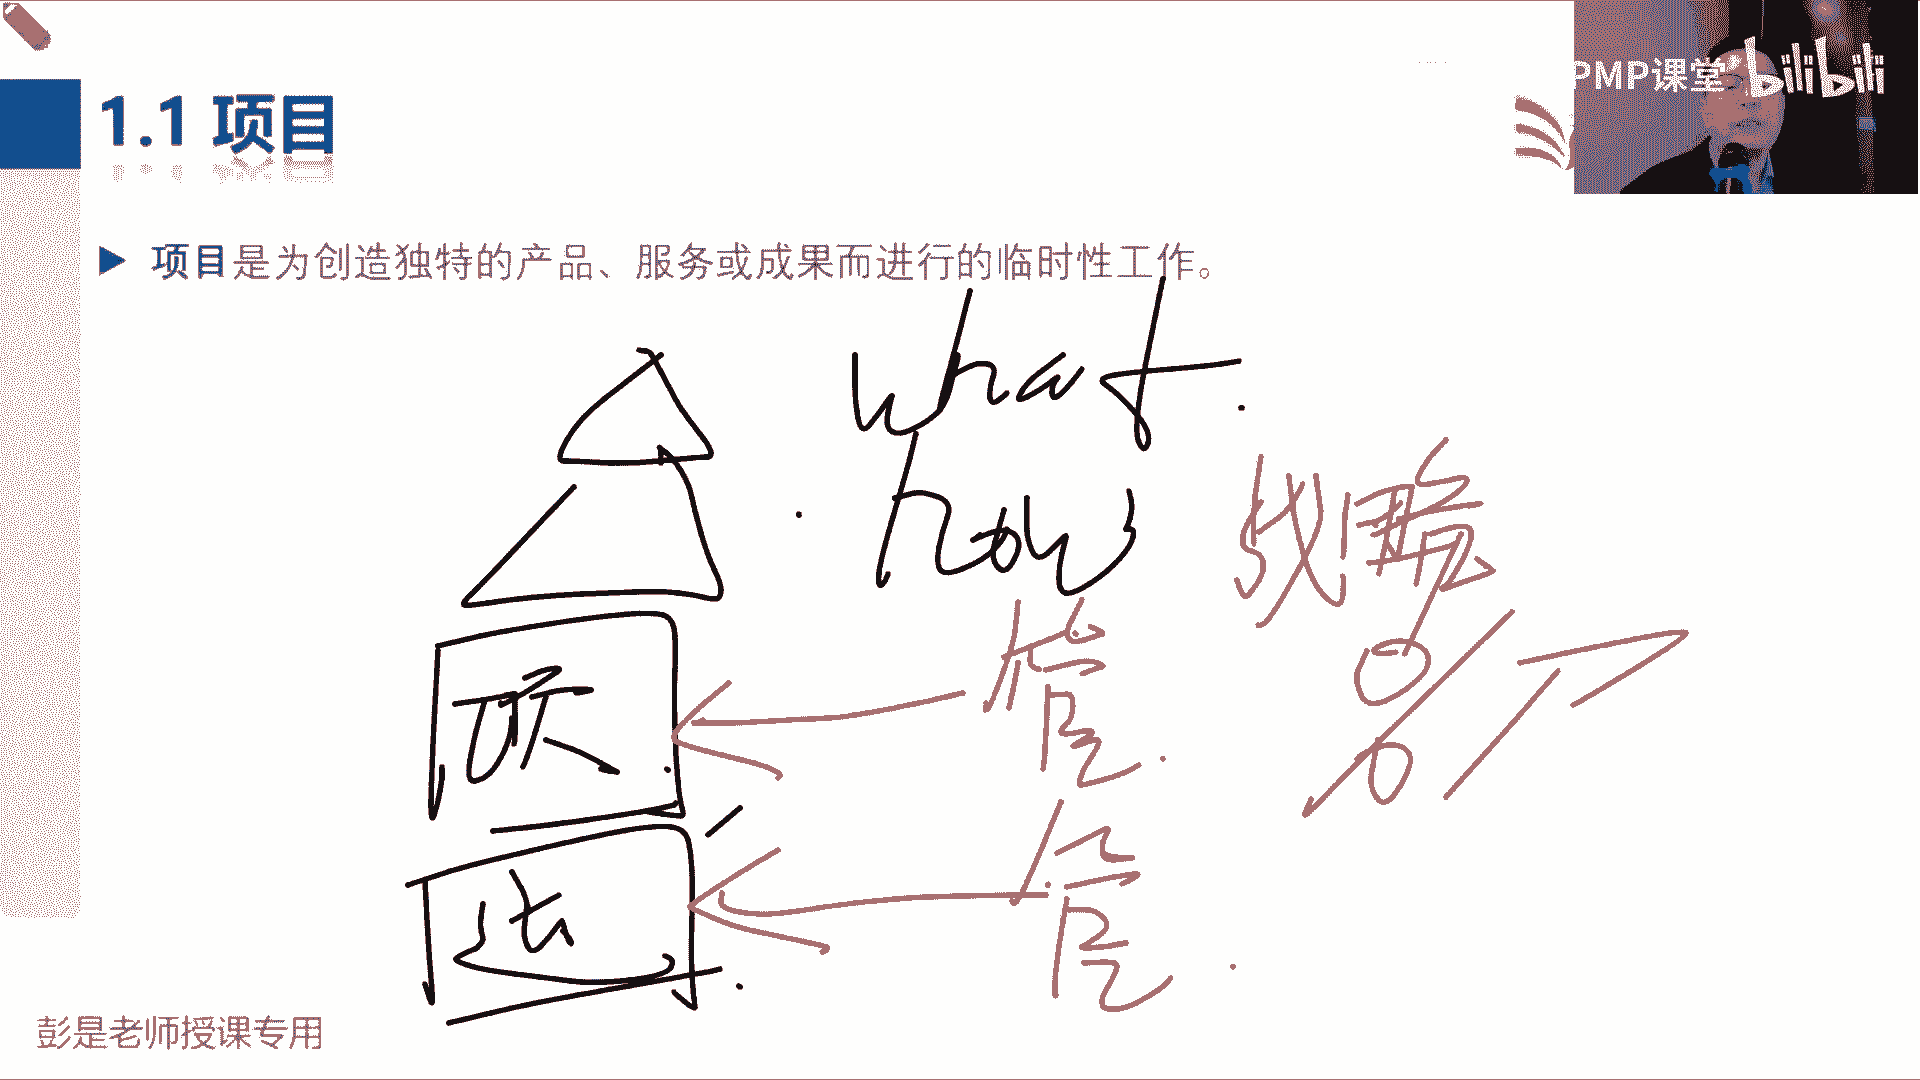 PMP课堂 bilibili
1.1 项目
项目是为创造独特的产品、服务或成果而进行的临时性工作。
what
how
战略
项
管
运
管
彭是老师授课专用